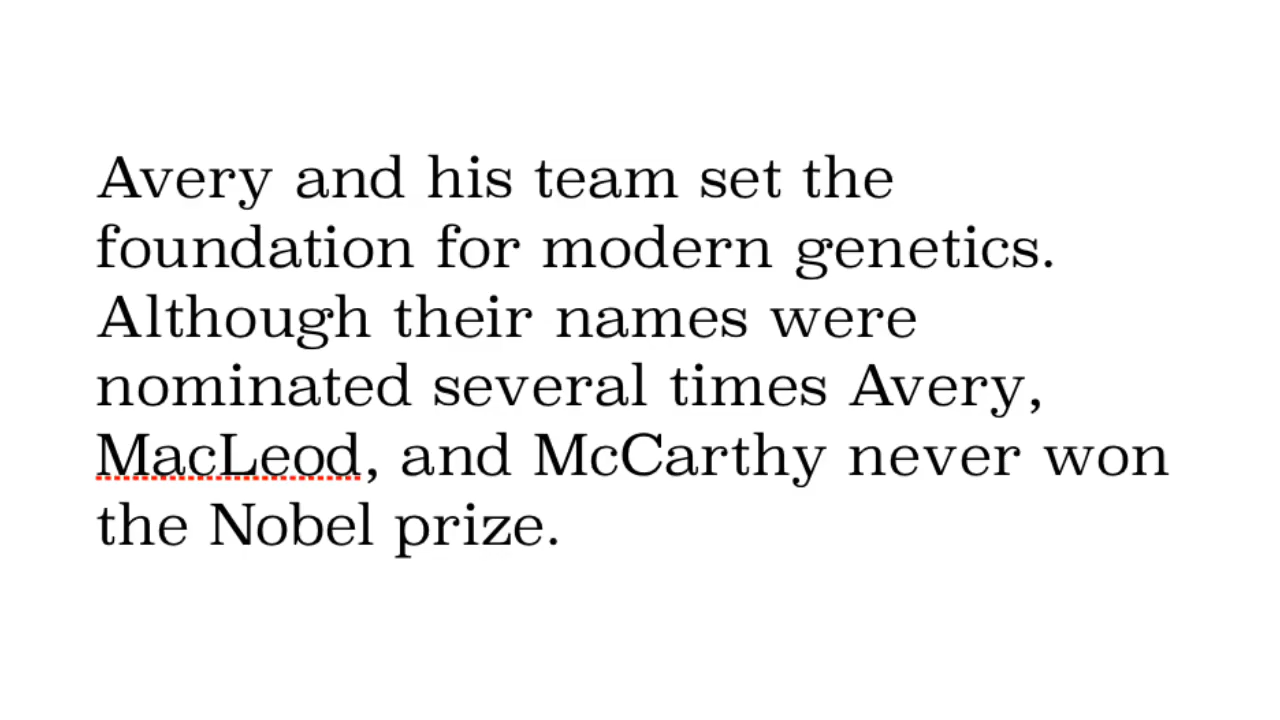 Avery and his team set the
foundation for modern genetics.
Although their names were
nominated several times Avery,
MacLeod, and McCarthy never won
the Nobel prize.